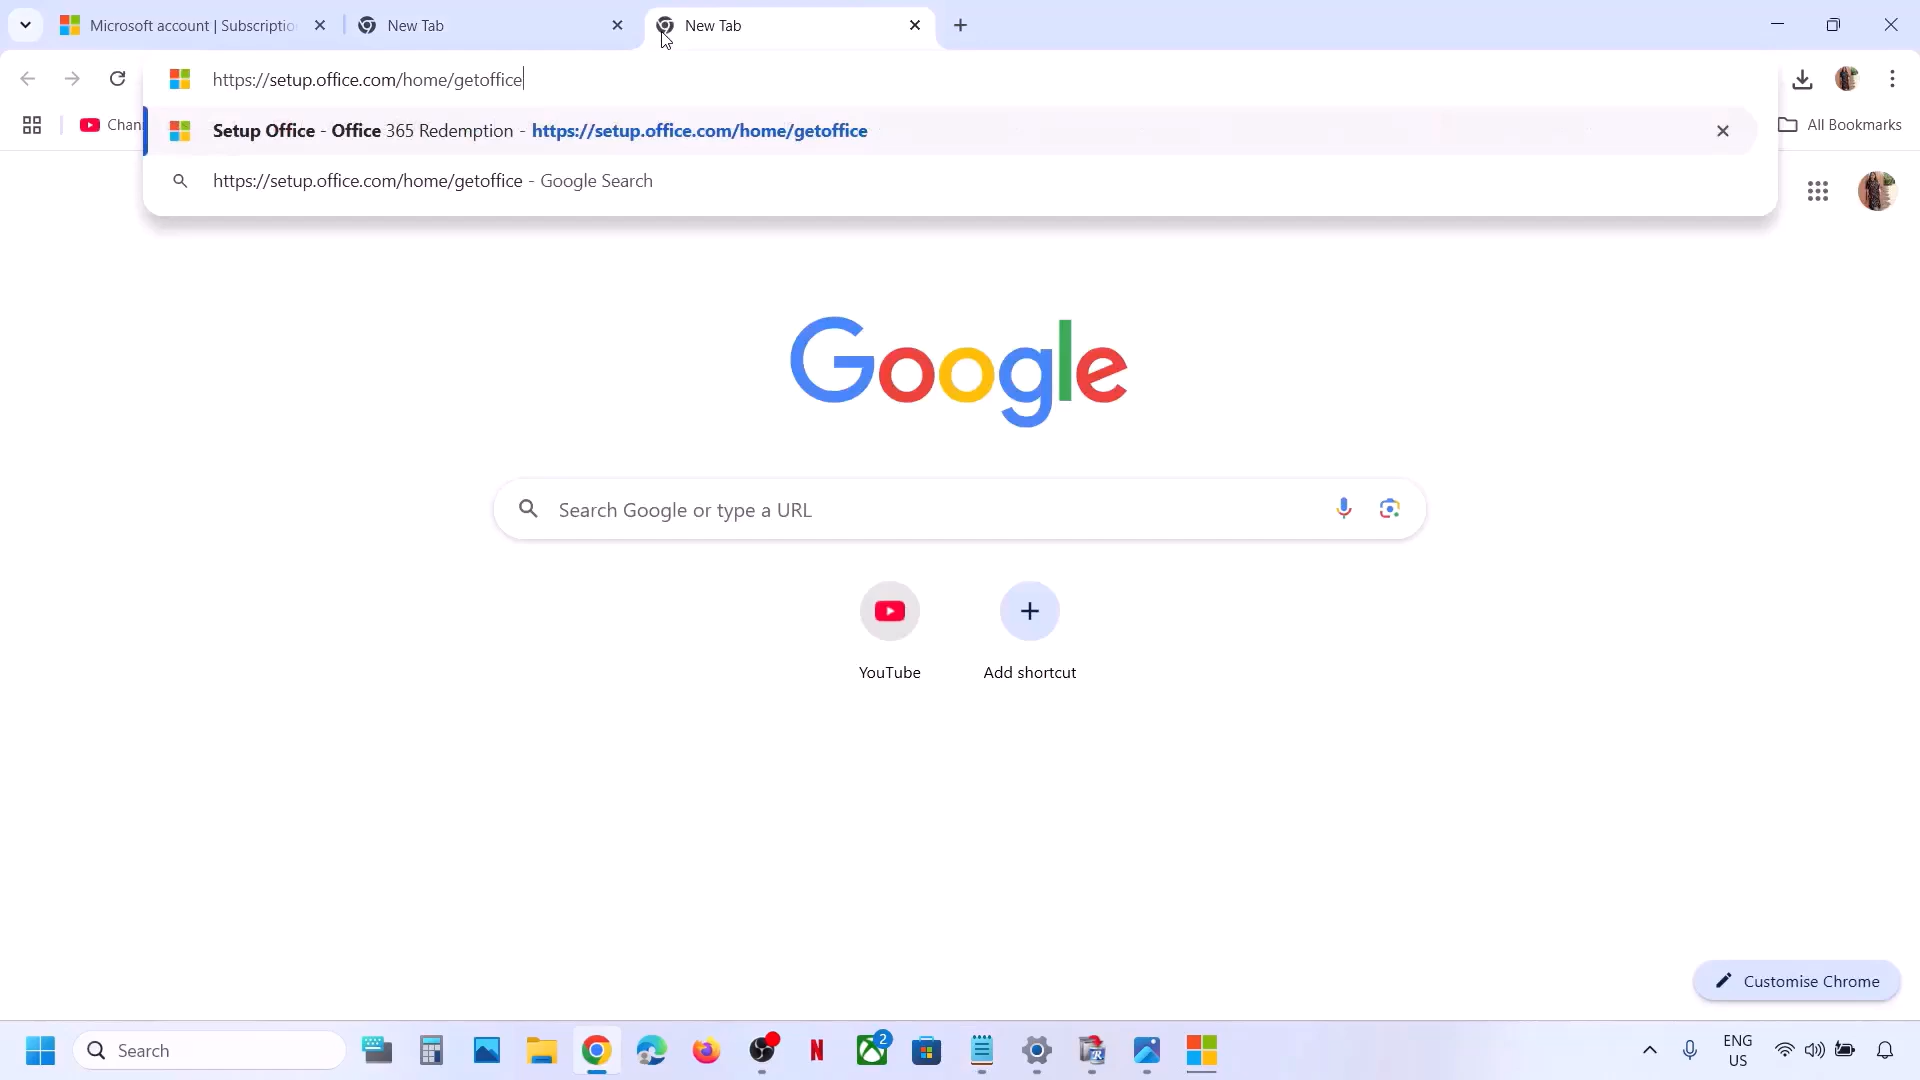 Microsoft account | Subscriptio
New Tab
New Tab
https://setup.office.com/home/getoffice
Chan
Setup Office - Office 365 Redemption - https://setup.office.com/home/getoffice
All Bookmarks
https://setup.office.com/home/getoffice - Google Search
Google
Search Google or type a URL
YouTube
Add shortcut
Customise Chrome
Search
N
2
R
ENG
US